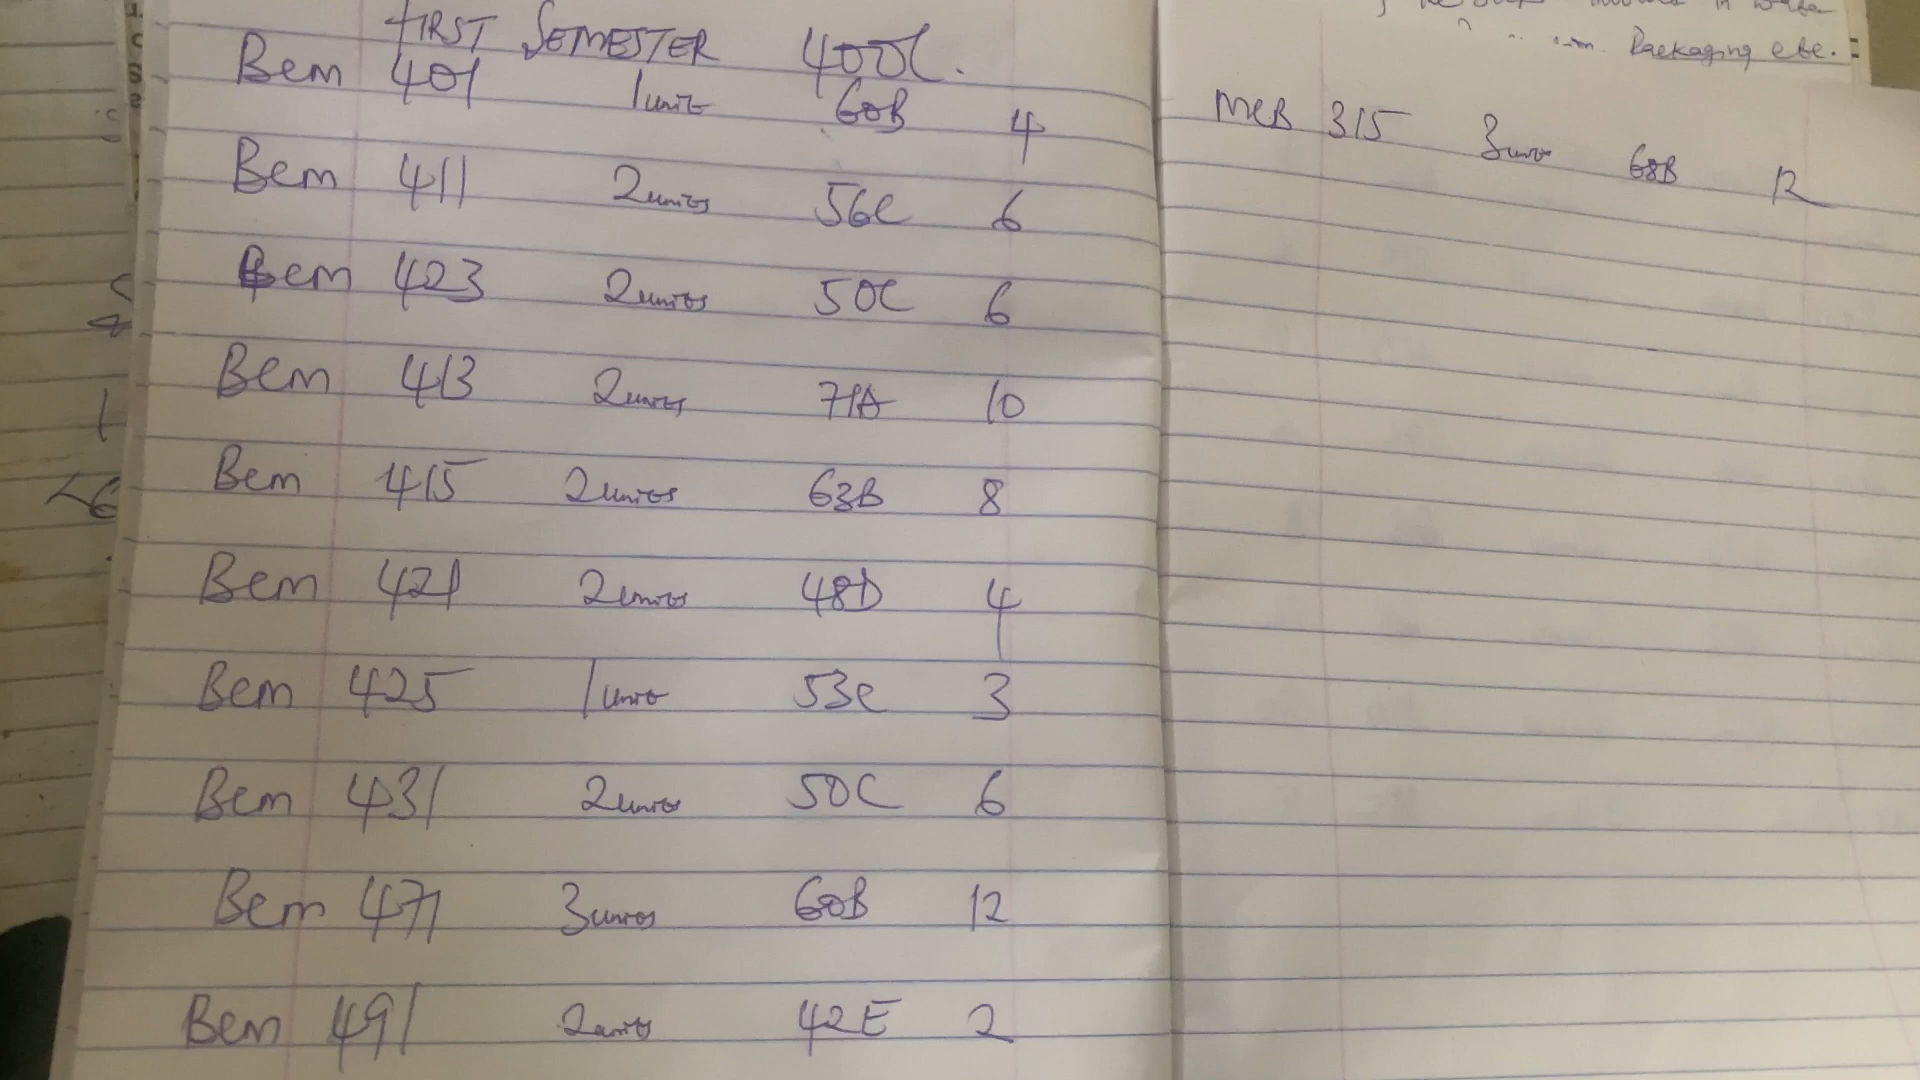 FIRST SEMESTER 400L.
Bem 401 1unit 60B 4
Bem 411 2units 56C 6
Bem 423 2units 50C 6
Bem 413 2units 71A 10
Bem 415 2units 63B 8
Bem 421 2units 48D 4
Bem 425 1unit 53C 3
Bem 431 2units 50C 6
Bem 471 3units 60B 12
Bem 491 2units 42E 2
Packaging etc.
MCB 315 3units 68B 12